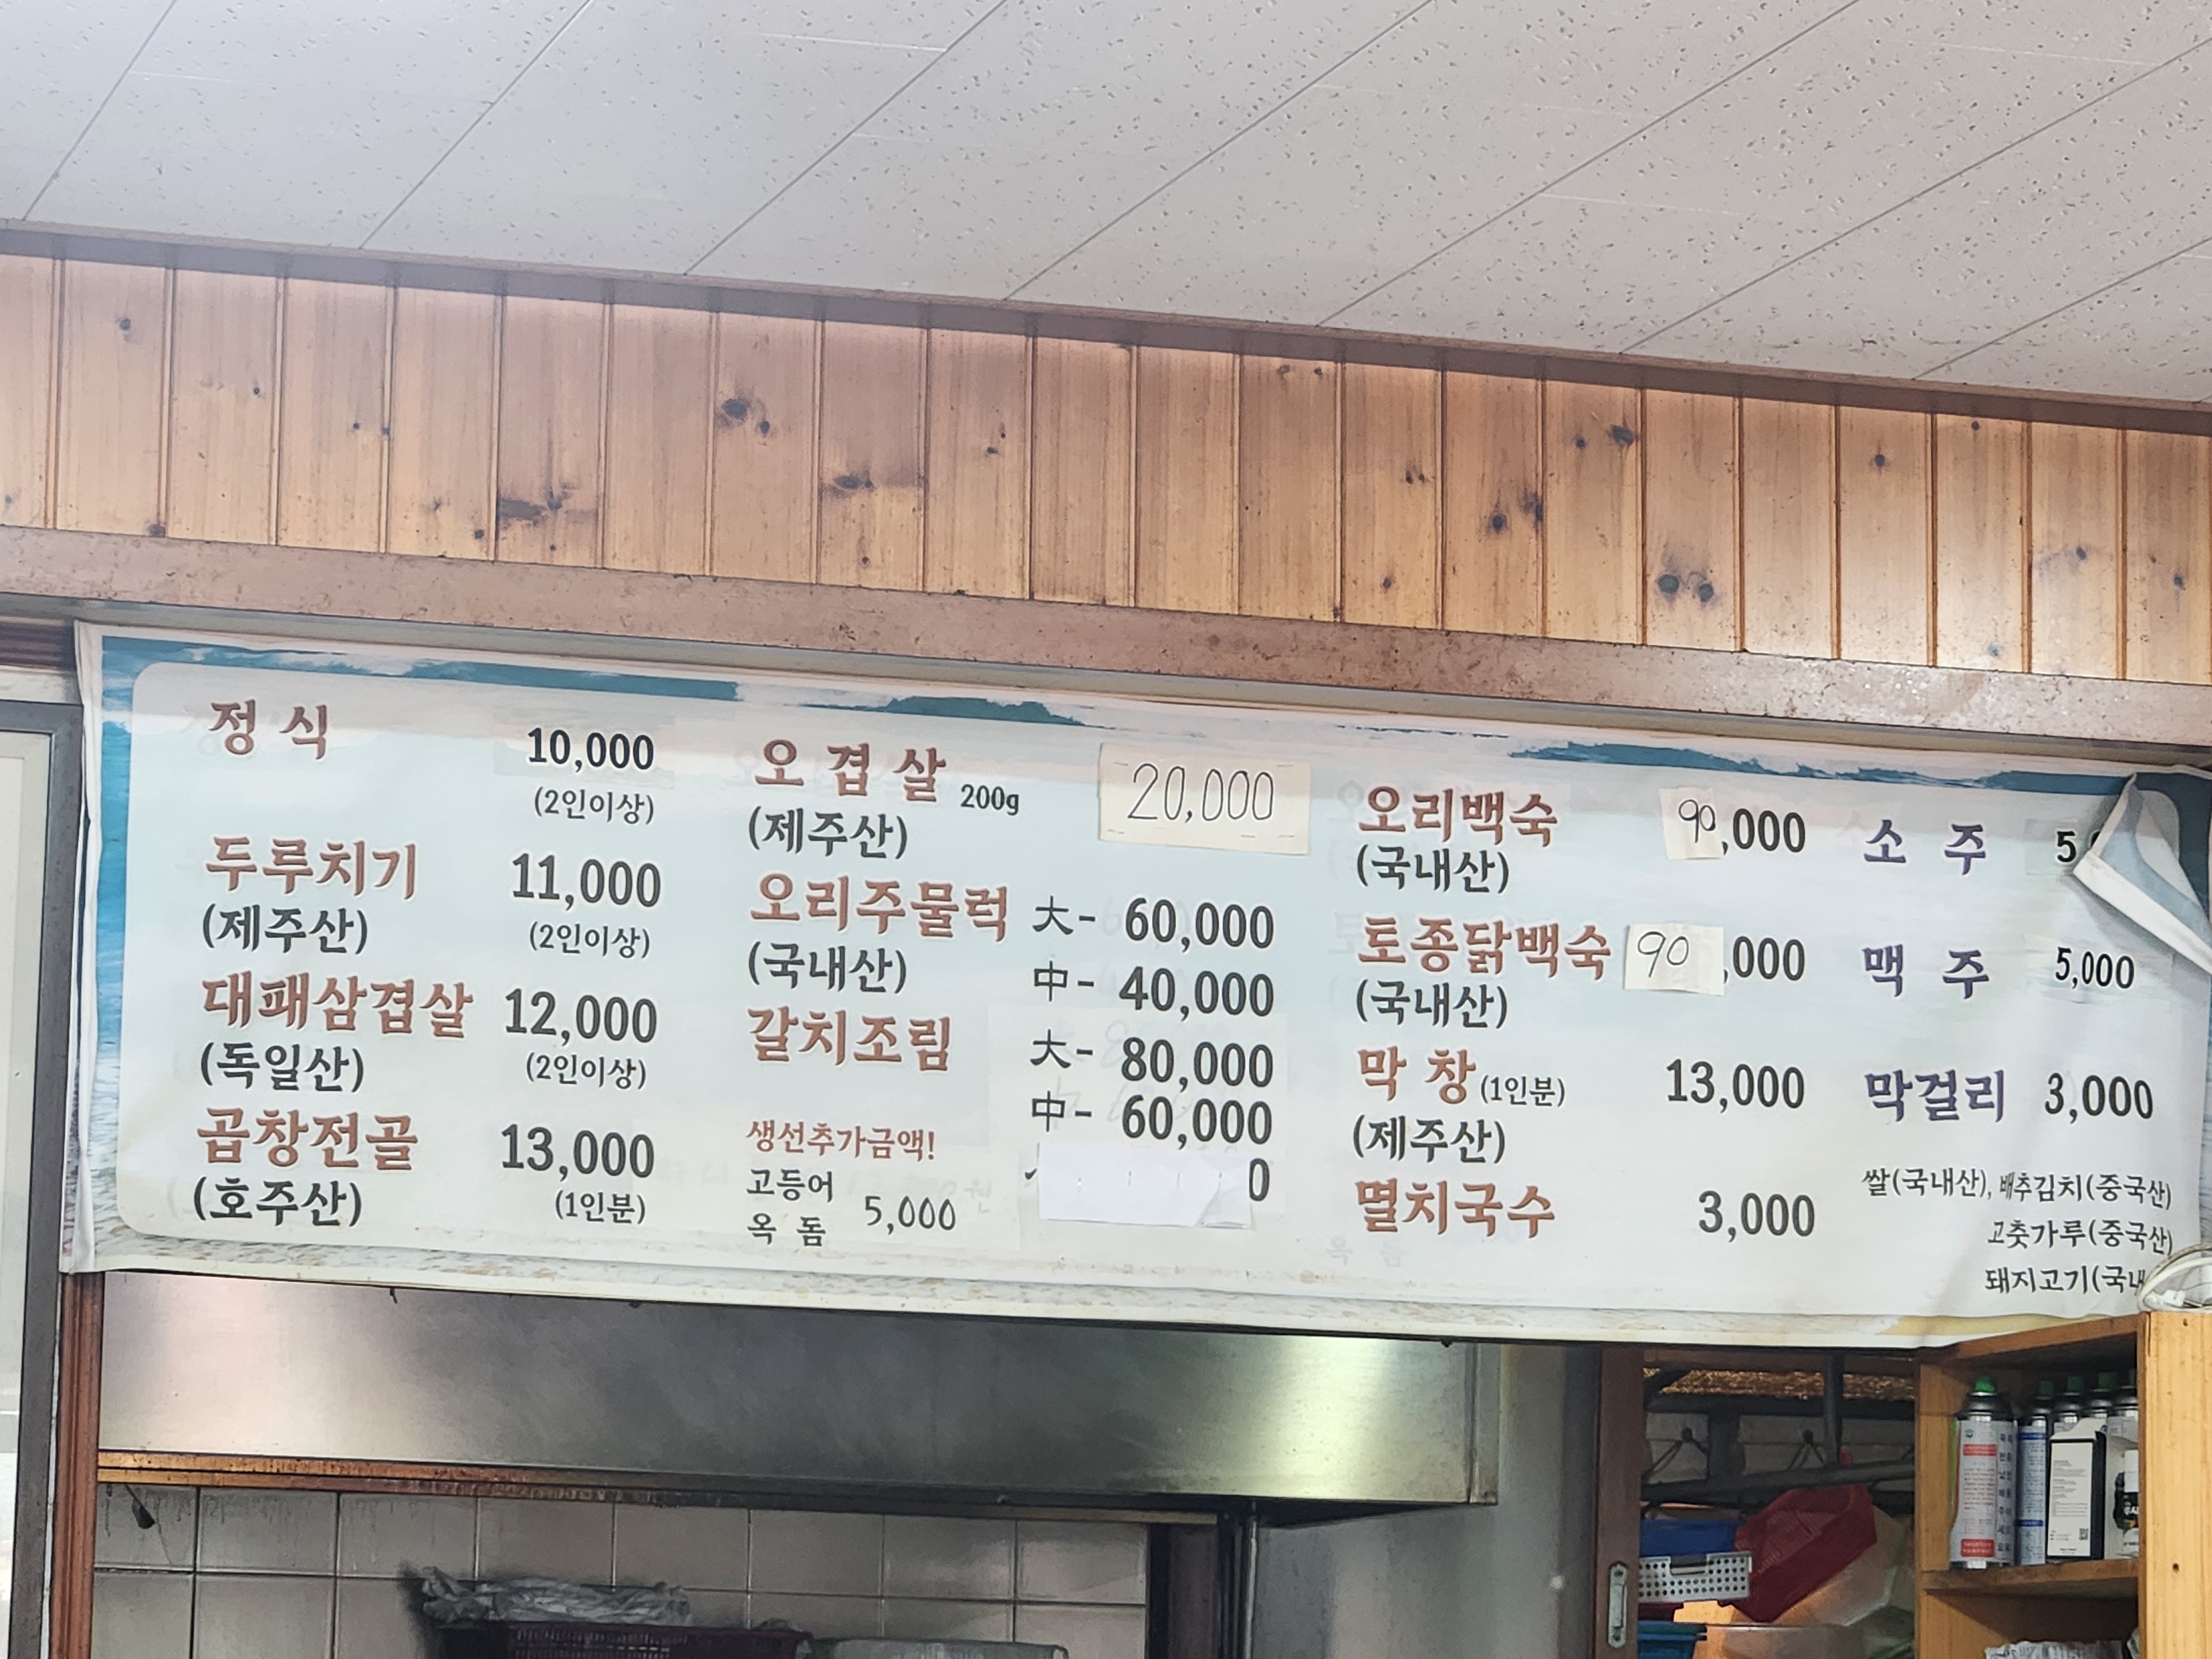 정 식 10,000
(2인이상)
두루치기 11,000
(제주산) (2인이상)
대패삼겹살 12,000
(독일산) (2인이상)
곱창전골 13,000
(호주산) (1인분)
오 겹 살 200g 20,000
(제주산)
오리주물럭 大- 60,000
(국내산) 中- 40,000
갈치조림 大- 80,000
中- 60,000
생선추가금액!
고등어
옥 돔 5,000
오리백숙 90,000
(국내산)
토종닭백숙 90,000
(국내산)
막 창(1인분) 13,000
(제주산)
멸치국수 3,000
소 주
맥 주 5,000
막걸리 3,000
쌀(국내산), 배추김치(중국산)
고춧가루(중국산)
돼지고기(국내